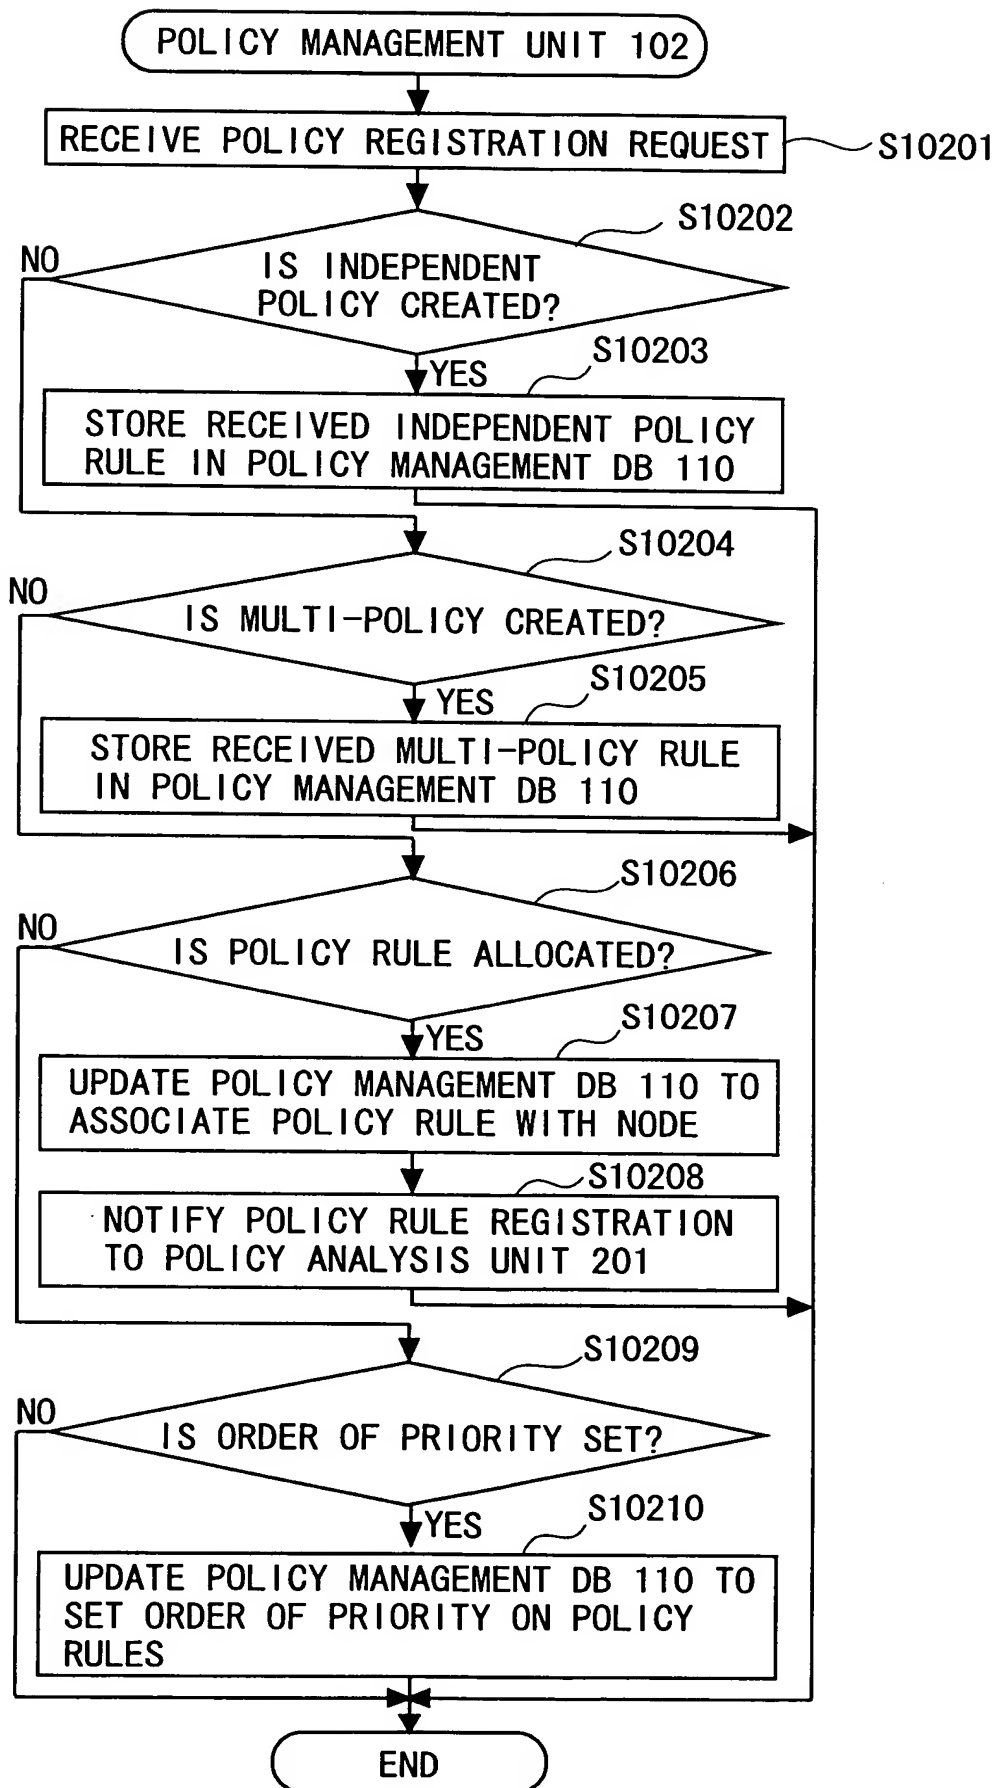 POLICY MANAGEMENT UNIT 102
RECEIVE POLICY REGISTRATION REQUEST
S10201
S10202
NO
IS INDEPENDENT
POLICY CREATED?
YES
S10203
STORE RECEIVED INDEPENDENT POLICY
RULE IN POLICY MANAGEMENT DB 110
S10204
NO
IS MULTI-POLICY CREATED?
YES
S10205
STORE RECEIVED MULTI-POLICY RULE
IN POLICY MANAGEMENT DB 110
S10206
NO
IS POLICY RULE ALLOCATED?
YES
S10207
UPDATE POLICY MANAGEMENT DB 110 TO
ASSOCIATE POLICY RULE WITH NODE
S10208
NOTIFY POLICY RULE REGISTRATION
TO POLICY ANALYSIS UNIT 201
S10209
NO
IS ORDER OF PRIORITY SET?
YES
S10210
UPDATE POLICY MANAGEMENT DB 110 TO
SET ORDER OF PRIORITY ON POLICY
RULES
END